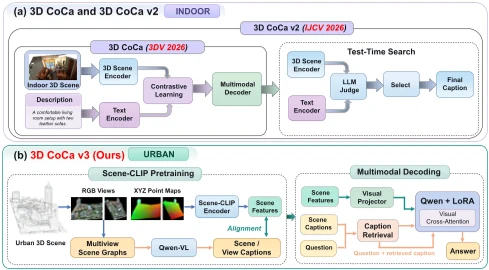 (a) 3D CoCa and 3D CoCa v2 INDOOR
3D CoCa v2 (IJCV 2026)
3D CoCa (3DV 2026)
Indoor 3D Scene
3D Scene
Encoder
Description
A comfortable living
room setup with two
leather sofas.
Text
Encoder
Contrastive
Learning
Multimodal
Decoder
Test-Time Search
3D Scene
Encoder
Text
Encoder
LLM
Judge
Select
Final
Caption
(b) 3D CoCa v3 (Ours) URBAN
Scene-CLIP Pretraining
Urban 3D Scene
RGB Views
XYZ Point Maps
Scene-CLIP
Encoder
Scene
Features
Alignment
Multiview
Scene Graphs
Qwen-VL
Scene /
View Captions
Multimodal Decoding
Scene
Features
Visual
Projector
Scene
Captions
Question
Caption
Retrieval
Question + retrieved caption
Qwen + LoRA
Visual
Cross-Attention
Answer